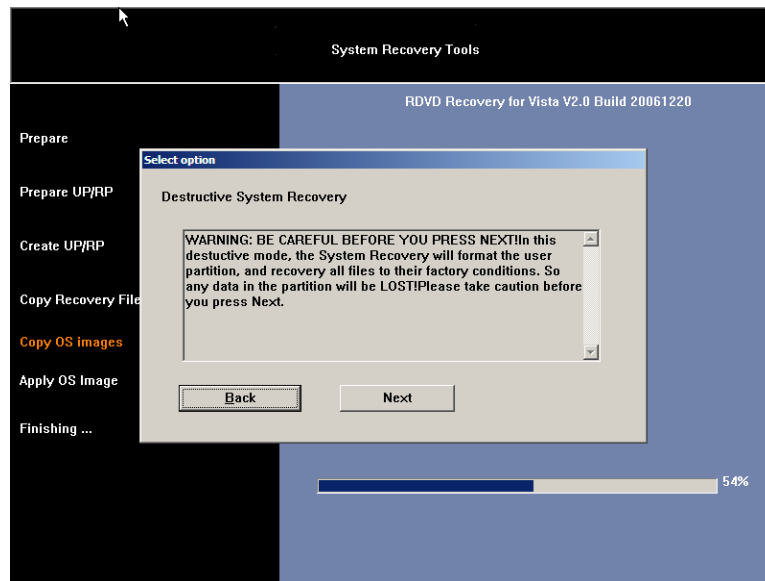 System Recovery Tools
RDVD Recovery for Vista V2.0 Build 20061220
Prepare
Prepare UP/RP
Create UP/RP
Copy Recovery File
Copy OS images
Apply OS Image
Finishing ...
Select option
Destructive System Recovery
WARNING: BE CAREFUL BEFORE YOU PRESS NEXT!In this
destuctive mode, the System Recovery will format the user
partition, and recovery all files to their factory conditions. So
any data in the partition will be LOST!Please take caution before
you press Next.
Back
Next
54%